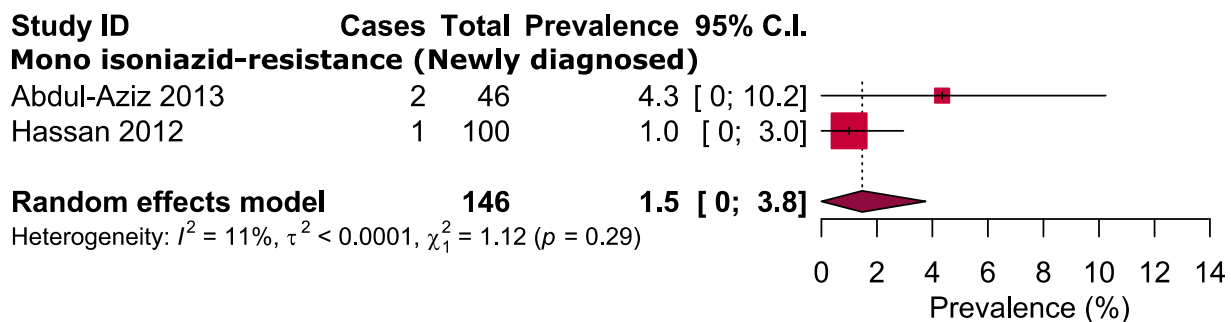 Study ID Cases Total Prevalence 95% C.I.
Mono isoniazid-resistance (Newly diagnosed)
Abdul-Aziz 2013 2 46 4.3 [ 0; 10.2]
Hassan 2012 1 100 1.0 [ 0; 3.0]
Random effects model 146 1.5 [ 0; 3.8]
Heterogeneity: I² = 11%, τ² < 0.0001, χ₁² = 1.12 (p = 0.29)
0 2 4 6 8 10 12 14
Prevalence (%)